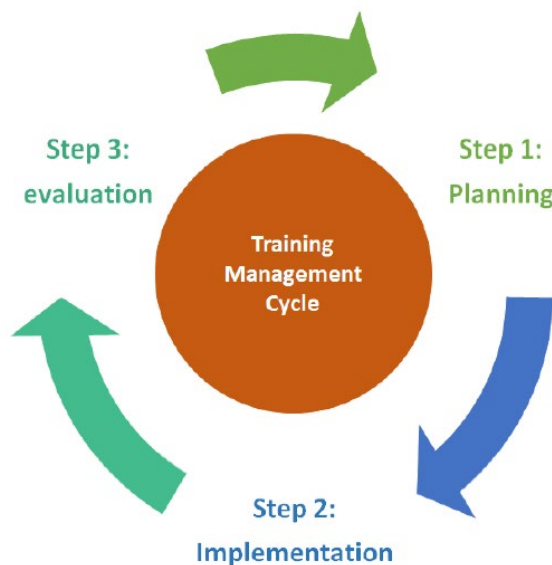 Step 1:
Planning
Step 2:
Implementation
Step 3:
evaluation
Training
Management
Cycle